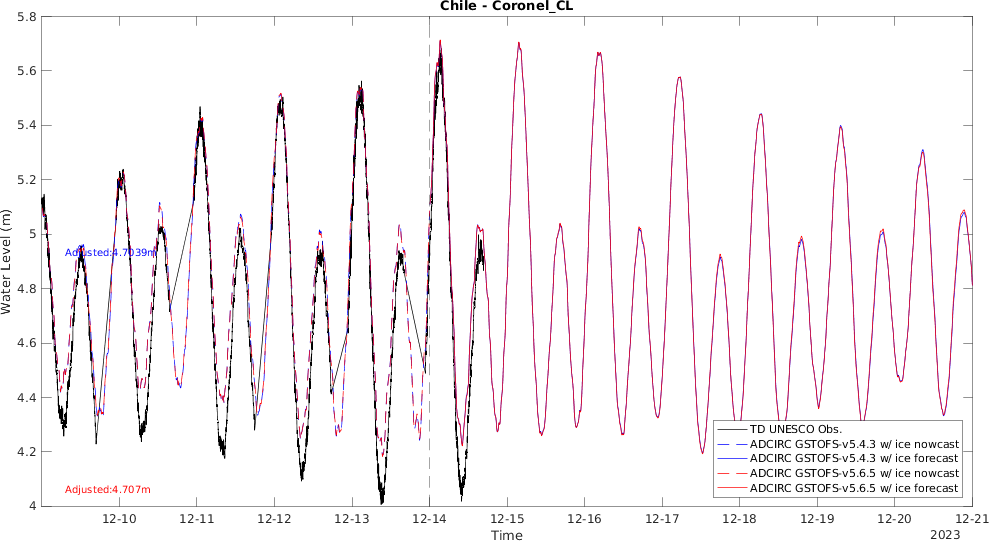 Chile - Coronel_CL
5.8
5.6
5.4
5.2
5
4.8
4.6
4.4
4.2
4
Water Level (m)
Adjusted:4.7039m
Adjusted:4.707m
TD UNESCO Obs.
ADCIRC GSTOFS-v5.4.3 w/ ice nowcast
ADCIRC GSTOFS-v5.4.3 w/ ice forecast
ADCIRC GSTOFS-v5.6.5 w/ ice nowcast
ADCIRC GSTOFS-v5.6.5 w/ ice forecast
12-10 12-11 12-12 12-13 12-14 12-15 12-16 12-17 12-18 12-19 12-20 12-21
Time
2023